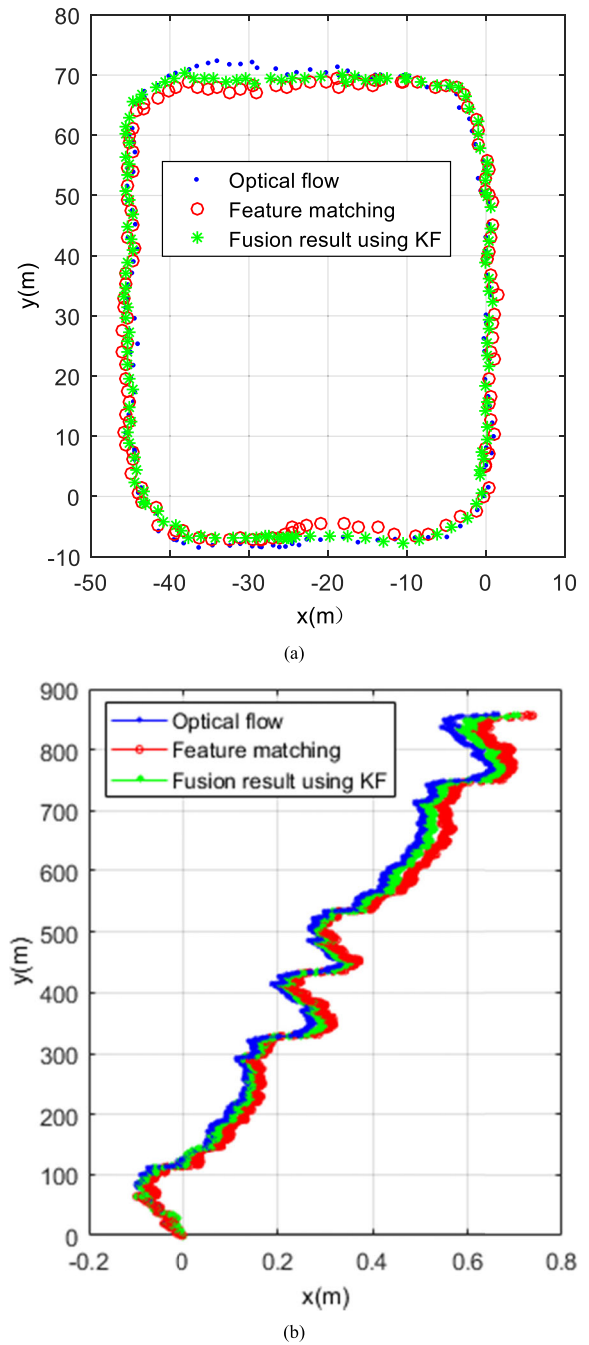 80
70
60
50
40
30
20
10
0
-10
y(m)
Optical flow
Feature matching
Fusion result using KF
-50 -40 -30 -20 -10 0 10
x(m）
(a)
900
800
700
600
500
400
300
200
100
0
y(m)
Optical flow
Feature matching
Fusion result using KF
-0.2 0 0.2 0.4 0.6 0.8
x(m)
(b)